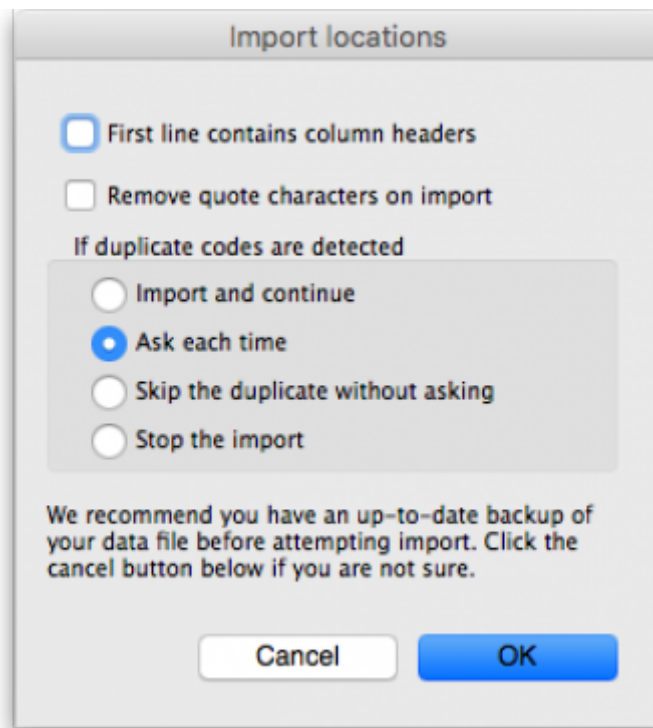 Import locations
First line contains column headers
Remove quote characters on import
If duplicate codes are detected
Import and continue
Ask each time
Skip the duplicate without asking
Stop the import
We recommend you have an up-to-date backup of
your data file before attempting import. Click the
cancel button below if you are not sure.
Cancel OK